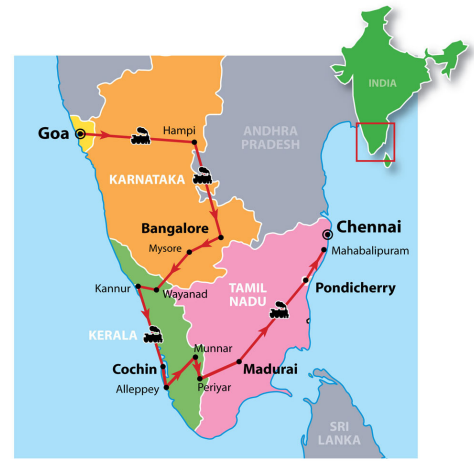 INDIA
Goa
Hampi
ANDHRA
PRADESH
KARNATAKA
Bangalore
Mysore
Chennai
Mahabalipuram
Kannur
Wayanad
TAMIL
NADU
Pondicherry
KERALA
Munnar
Cochin
Madurai
Alleppey
Periyar
SRI
LANKA